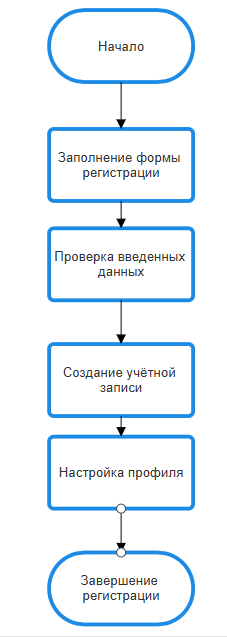 Начало
Заполнение формы
регистрации
Проверка введенных
данных
Создание учётной
записи
Настройка профиля
Завершение
регистрации